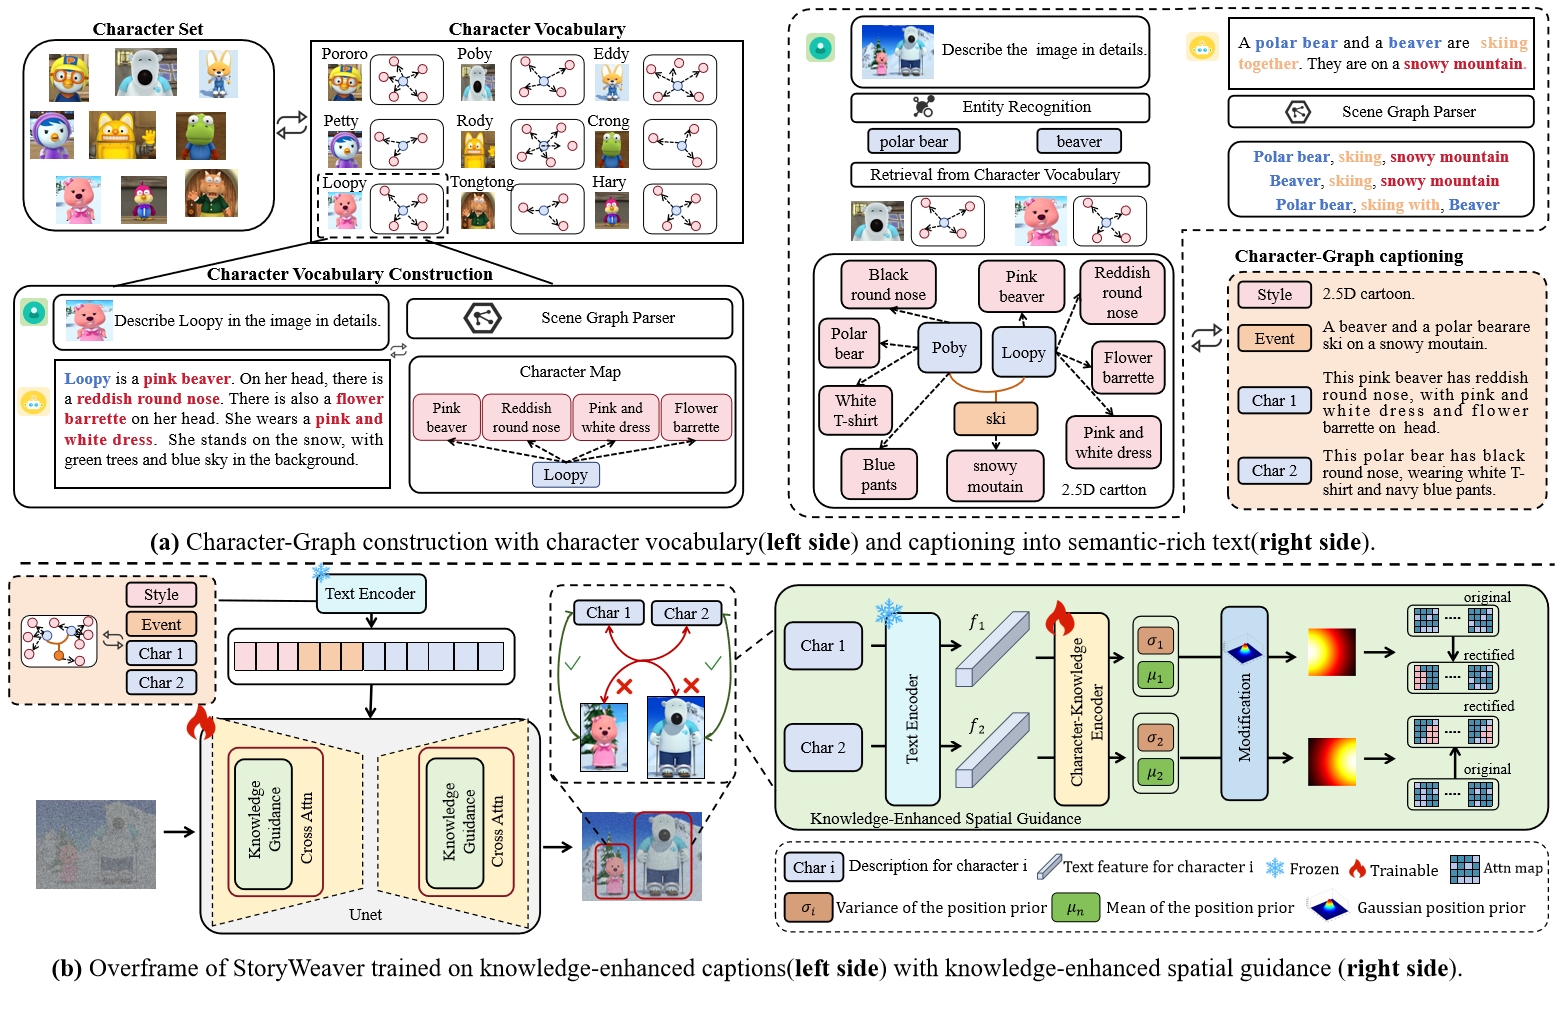 Character Set
Character Vocabulary
Pororo
Poby
Eddy
Petty
Rody
Crong
Loopy
Tongtong
Hary
Character Vocabulary Construction
Describe Loopy in the image in details.
Loopy is a pink beaver. On her head, there is
a reddish round nose. There is also a flower
barrette on her head. She wears a pink and
white dress. She stands on the snow, with
green trees and blue sky in the background.
Scene Graph Parser
Character Map
Pink
beaver
Reddish
round nose
Pink and
white dress
Flower
barrette
Loopy
Describe the image in details.
Entity Recognition
polar bear
beaver
Retrieval from Character Vocabulary
Black
round nose
Pink
beaver
Reddish
round
nose
Polar
bear
Poby
Loopy
Flower
barrette
White
T-shirt
ski
Pink and
white dress
Blue
pants
snowy
moutain
2.5D cartton
A polar bear and a beaver are skiing
together. They are on a snowy mountain.
Scene Graph Parser
Polar bear, skiing, snowy mountain
Beaver, skiing, snowy mountain
Polar bear, skiing with, Beaver
Character-Graph captioning
Style
2.5D cartoon.
Event
A beaver and a polar bearare
ski on a snowy moutain.
Char 1
This pink beaver has reddish
round nose, with pink and
white dress and flower
barrette on head.
Char 2
This polar bear has black
round nose, wearing white T-
shirt and navy blue pants.
(a) Character-Graph construction with character vocabulary(left side) and captioning into semantic-rich text(right side).
Style
Event
Char 1
Char 2
Text Encoder
Knowledge
Guidance
Cross Attn
Knowledge
Guidance
Cross Attn
Unet
Char 1
Char 2
Char 1
Char 2
Text Encoder
f1
f2
Character-Knowledge
Encoder
σ1
μ1
σ2
μ2
Modification
original
rectified
rectified
original
Knowledge-Enhanced Spatial Guidance
Char i
Description for character i
Text feature for character i
Frozen
Trainable
Attn map
σi
Variance of the position prior
μn
Mean of the position prior
Gaussian position prior
(b) Overframe of StoryWeaver trained on knowledge-enhanced captions(left side) with knowledge-enhanced spatial guidance (right side).